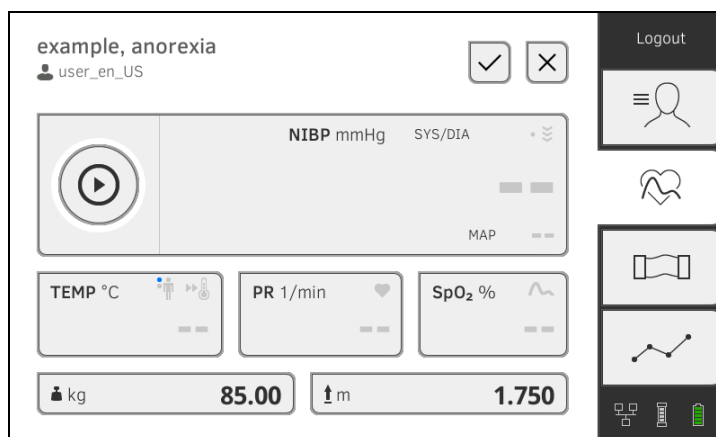 example, anorexia
user_en_US
Logout
NIBP mmHg SYS/DIA
-- --
MAP --
TEMP °C
--
PR 1/min
--
SpO₂ %
--
kg 85.00
m 1.750